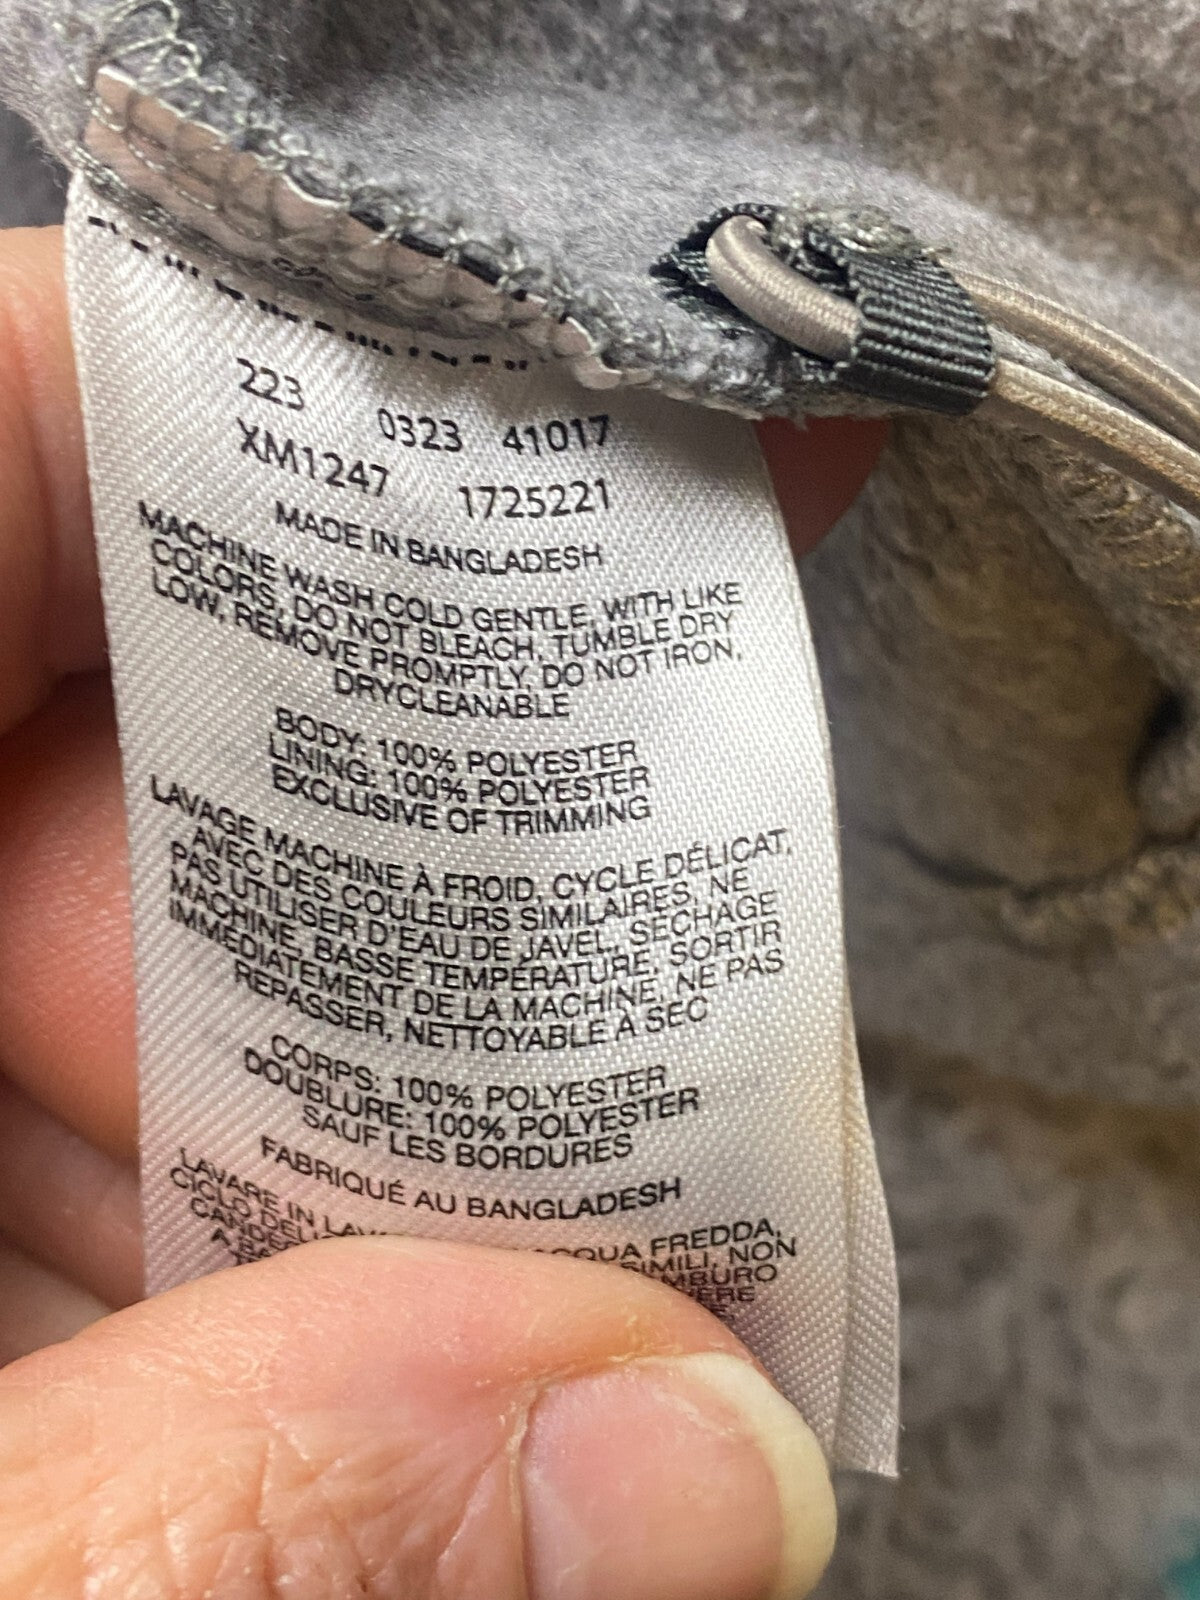 223 0323 41017
XM1247 1725221
MADE IN BANGLADESH
MACHINE WASH COLD GENTLE, WITH LIKE
COLORS, DO NOT BLEACH, TUMBLE DRY
LOW, REMOVE PROMPTLY, DO NOT IRON,
DRYCLEANABLE
BODY: 100% POLYESTER
LINING: 100% POLYESTER
EXCLUSIVE OF TRIMMING
LAVAGE MACHINE À FROID, CYCLE DÉLICAT,
AVEC DES COULEURS SIMILAIRES, NE
PAS UTILISER D'EAU DE JAVEL, SÉCHAGE
MACHINE, BASSE TEMPÉRATURE, SORTIR
IMMÉDIATEMENT DE LA MACHINE, NE PAS
REPASSER, NETTOYABLE À SEC
CORPS: 100% POLYESTER
DOUBLURE: 100% POLYESTER
SAUF LES BORDURES
FABRIQUÉ AU BANGLADESH
LAVARE IN FREDDA,
CICLO SIMILI, NON